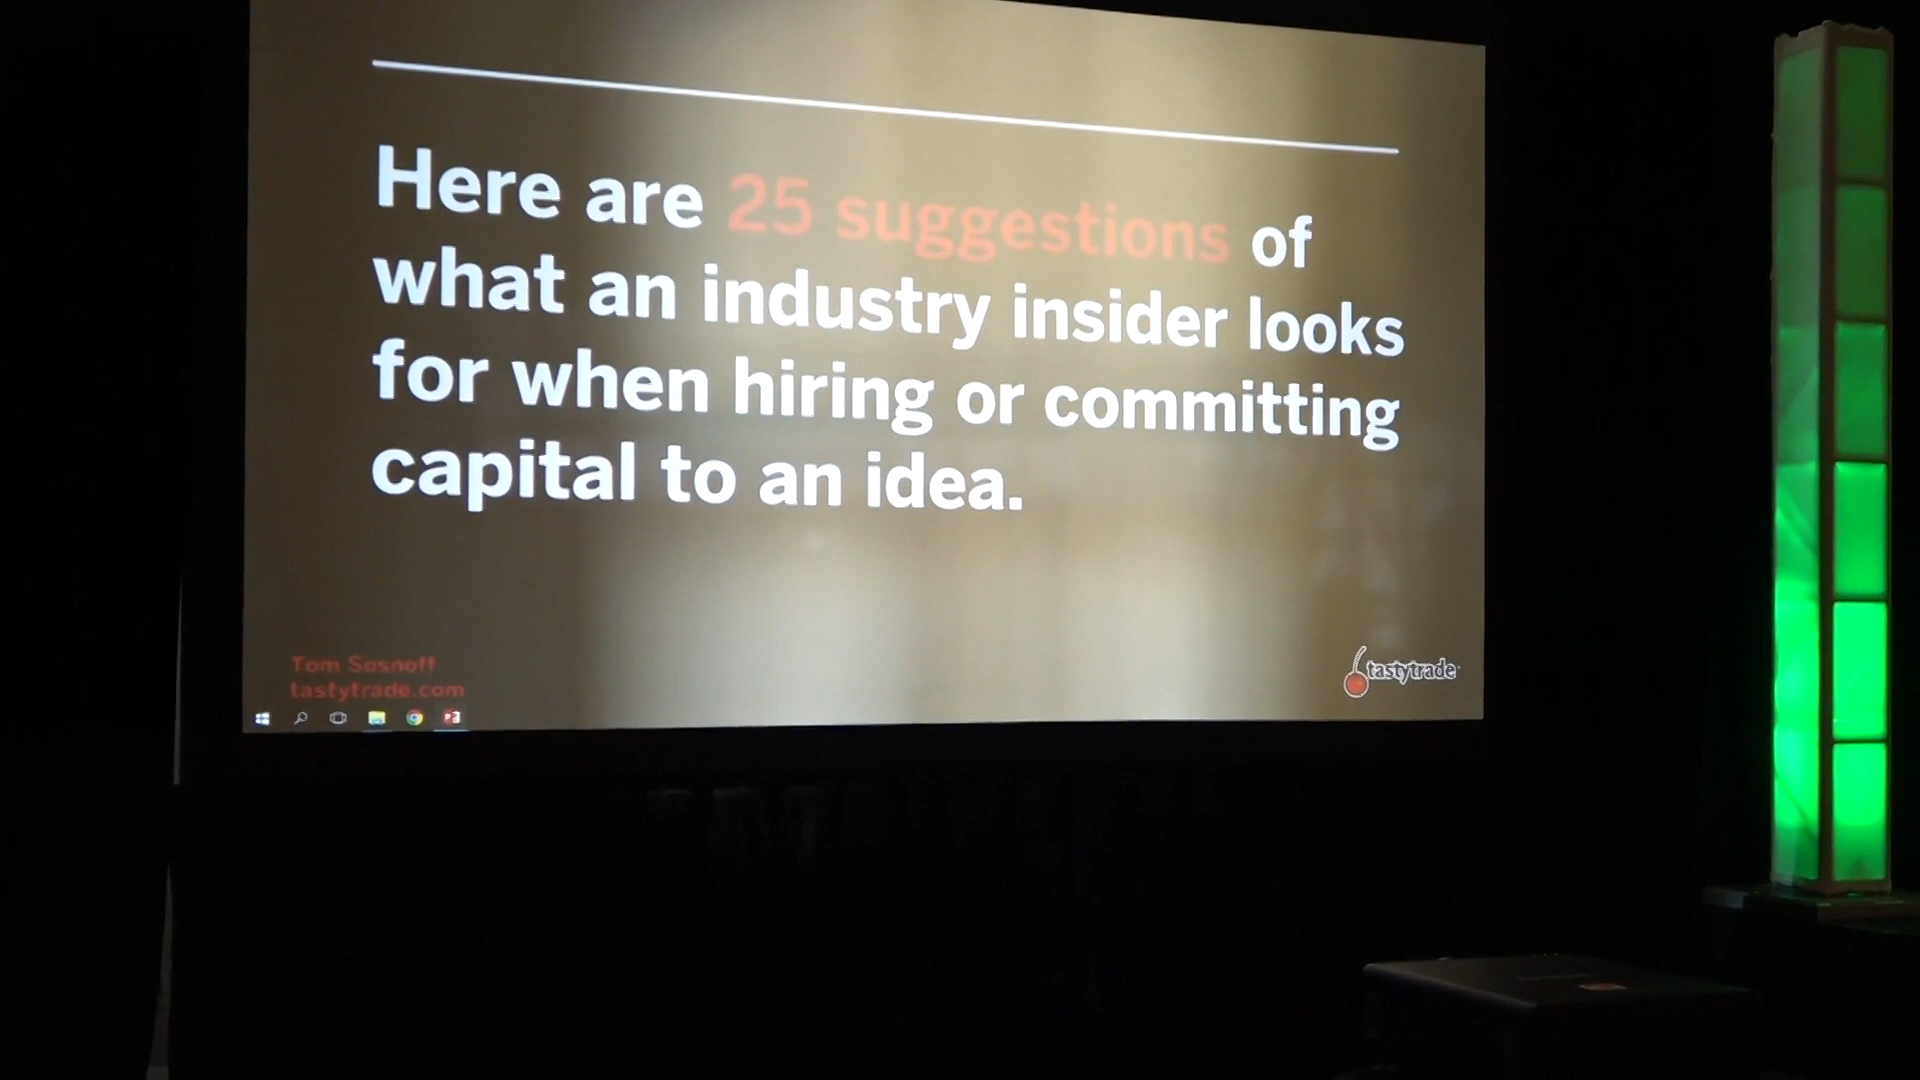 Here are 25 suggestions of
what an industry insider looks
for when hiring or committing
capital to an idea.
Tom Sosnoff
tastytrade.com
tastytrade